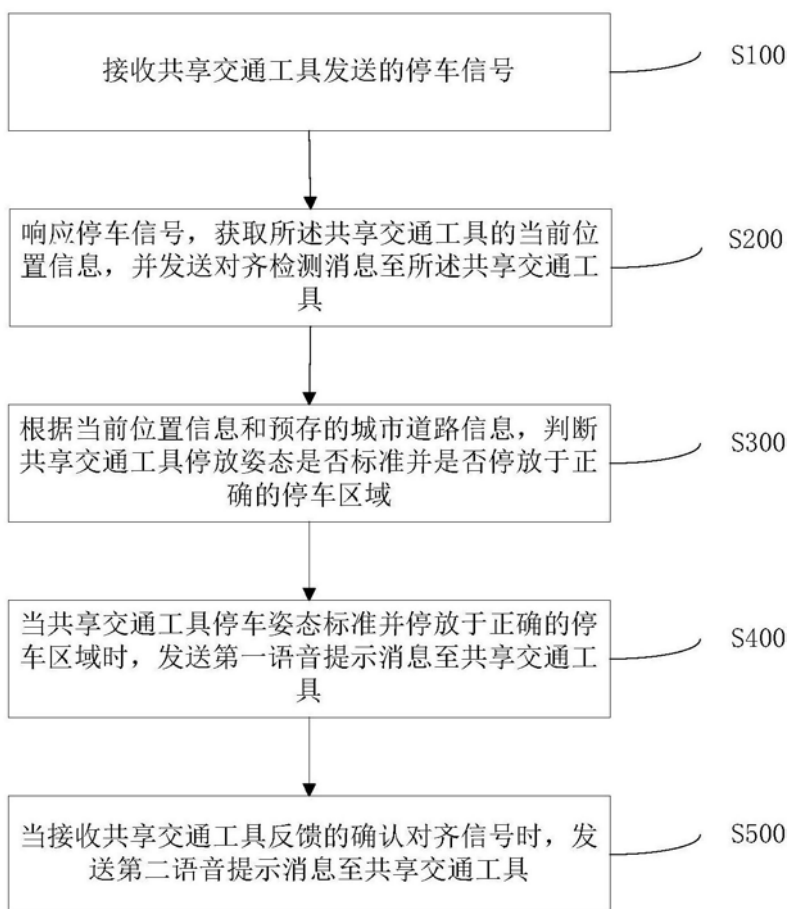 接收共享交通工具发送的停车信号
S100
响应停车信号，获取所述共享交通工具的当前位
置信息，并发送对齐检测消息至所述共享交通工
具
S200
根据当前位置信息和预存的城市道路信息，判断
共享交通工具停放姿态是否标准并是否停放于正
确的停车区域
S300
当共享交通工具停车姿态标准并停放于正确的停
车区域时，发送第一语音提示消息至共享交通工
具
S400
当接收共享交通工具反馈的确认对齐信号时，发
送第二语音提示消息至共享交通工具
S500